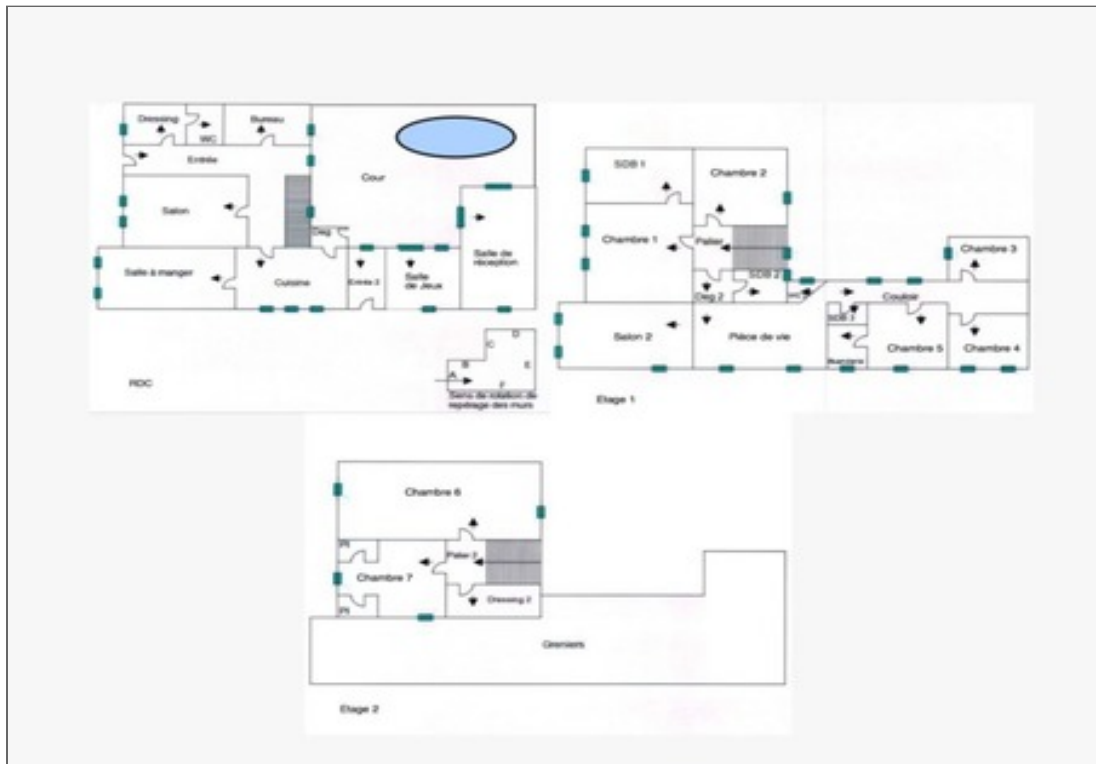 Dressing
WC
Bureau
Entrée
Cour
Salon
Deg
Salle à manger
Cuisine
Entrée 2
Salle
de Jeux
Salle de
réception
RDC
A
B
C
D
E
F
Sens de rotation de
repérage des murs
SDB 1
Chambre 2
Chambre 1
Palier
SDB 2
Chambre 3
Deg 2
WC
Couloir
Salon 2
Pièce de vie
SDB 3
Chambre 5
Chambre 4
Etage 1
Chambre 6
Pl
Palier 2
Chambre 7
Pl
Dressing 2
Greniers
Etage 2